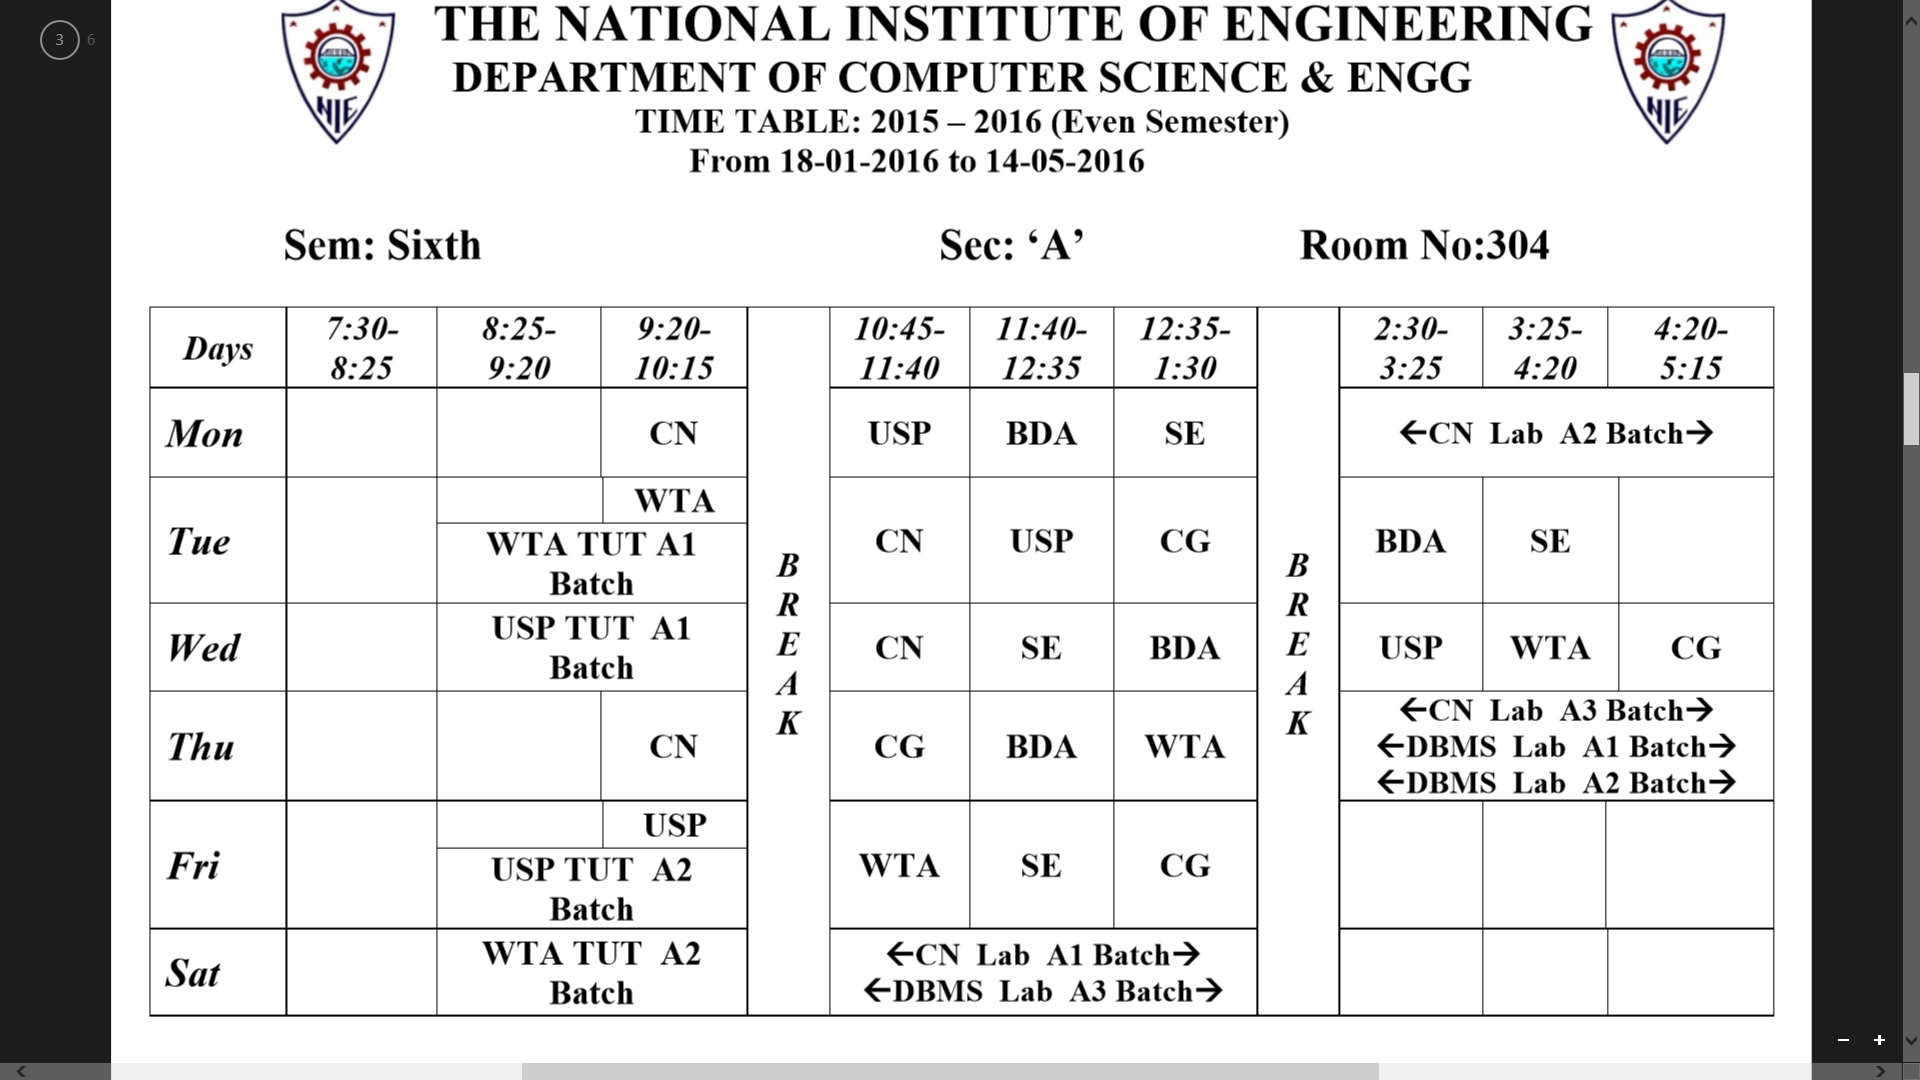 3 6
THE NATIONAL INSTITUTE OF ENGINEERING
DEPARTMENT OF COMPUTER SCIENCE & ENGG
TIME TABLE: 2015 – 2016 (Even Semester)
From 18-01-2016 to 14-05-2016
NIE
NIE
Sem: Sixth Sec: ‘A’ Room No:304
Days 7:30-8:25 8:25-9:20 9:20-10:15 BREAK 10:45-11:40 11:40-12:35 12:35-1:30 BREAK 2:30-3:25 3:25-4:20 4:20-5:15
Mon CN USP BDA SE ←CN Lab A2 Batch→
Tue WTA CN USP CG BDA SE
WTA TUT A1 Batch
Wed USP TUT A1 Batch CN SE BDA USP WTA CG
Thu CN CG BDA WTA ←CN Lab A3 Batch→
←DBMS Lab A1 Batch→
←DBMS Lab A2 Batch→
Fri USP WTA SE CG
USP TUT A2 Batch
Sat WTA TUT A2 Batch ←CN Lab A1 Batch→
←DBMS Lab A3 Batch→